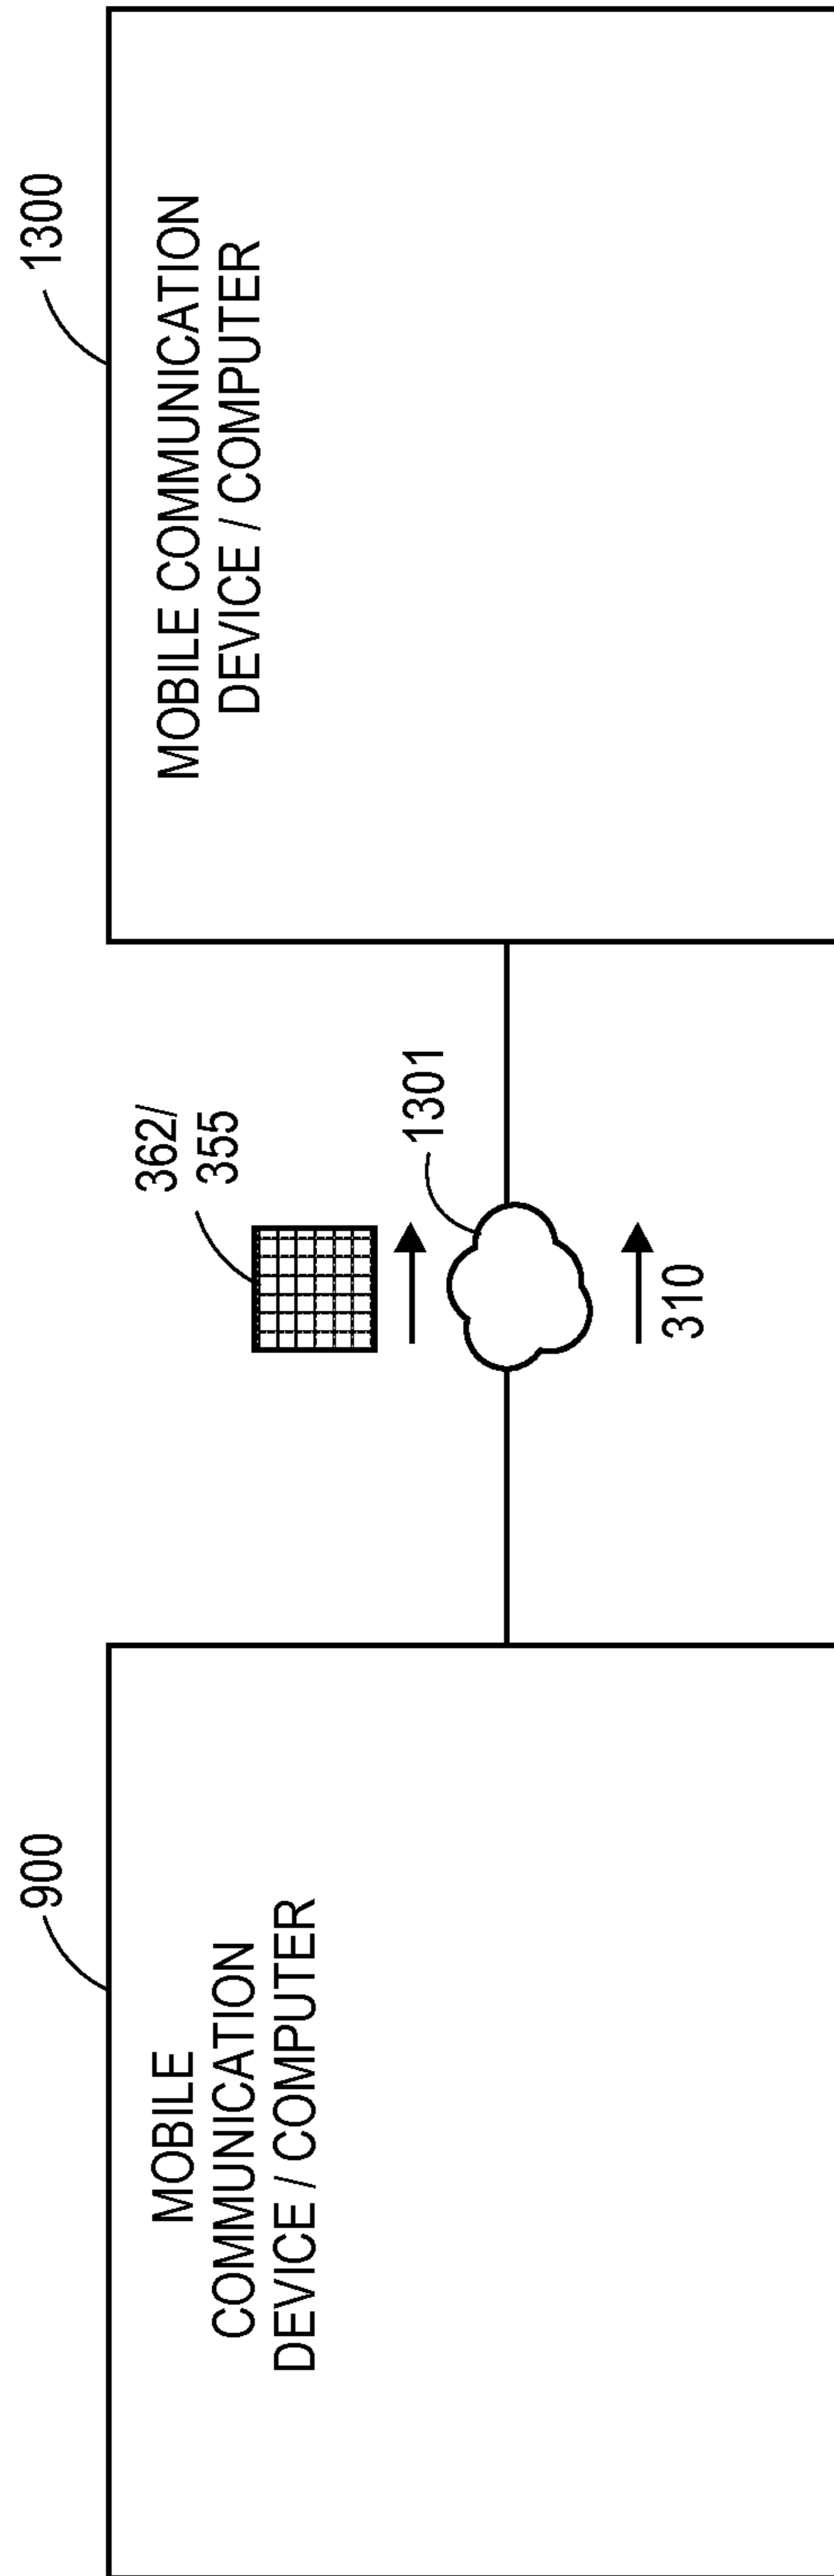 900
MOBILE
COMMUNICATION
DEVICE / COMPUTER
362/
355
1301
310
1300
MOBILE COMMUNICATION
DEVICE / COMPUTER